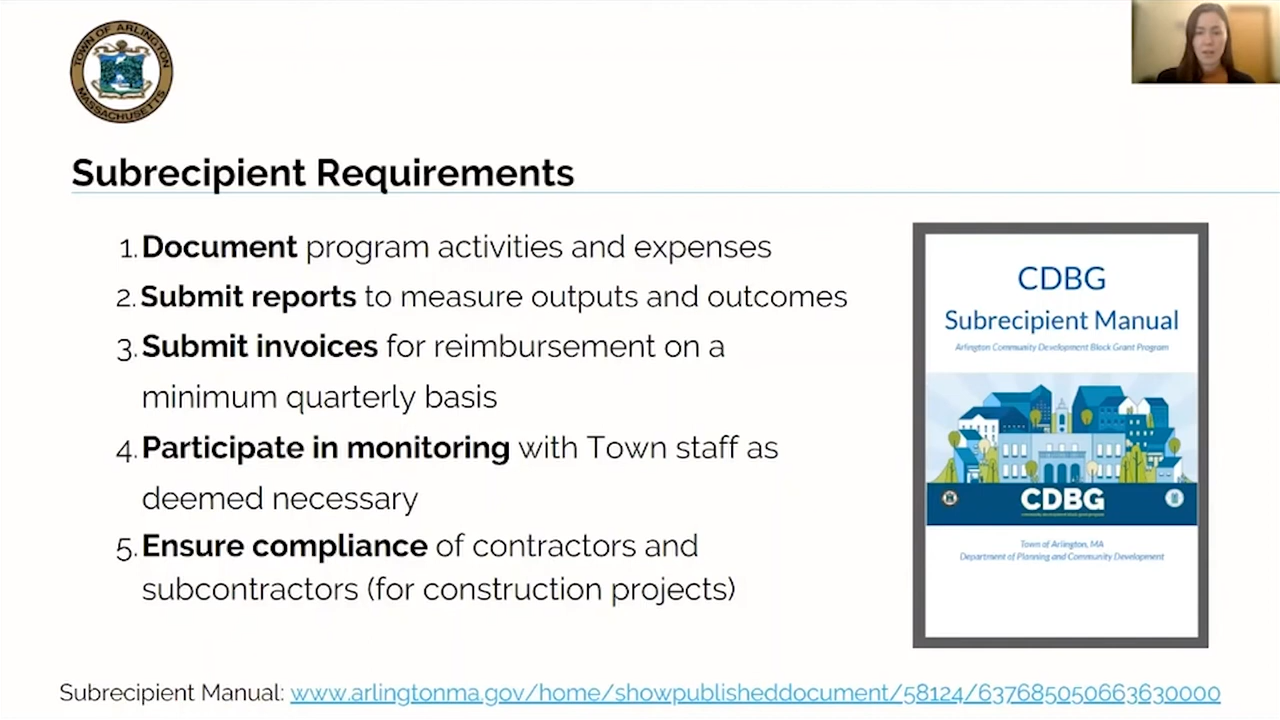 TOWN OF ARLINGTON
MASSACHUSETTS
Subrecipient Requirements
1. Document program activities and expenses
2. Submit reports to measure outputs and outcomes
3. Submit invoices for reimbursement on a
minimum quarterly basis
4. Participate in monitoring with Town staff as
deemed necessary
5. Ensure compliance of contractors and
subcontractors (for construction projects)
CDBG
Subrecipient Manual
Arlington Community Development Block Grant Program
CDBG
Town of Arlington, MA
Department of Planning and Community Development
Subrecipient Manual: www.arlingtonma.gov/home/showpublisheddocument/58124/637685050663630000